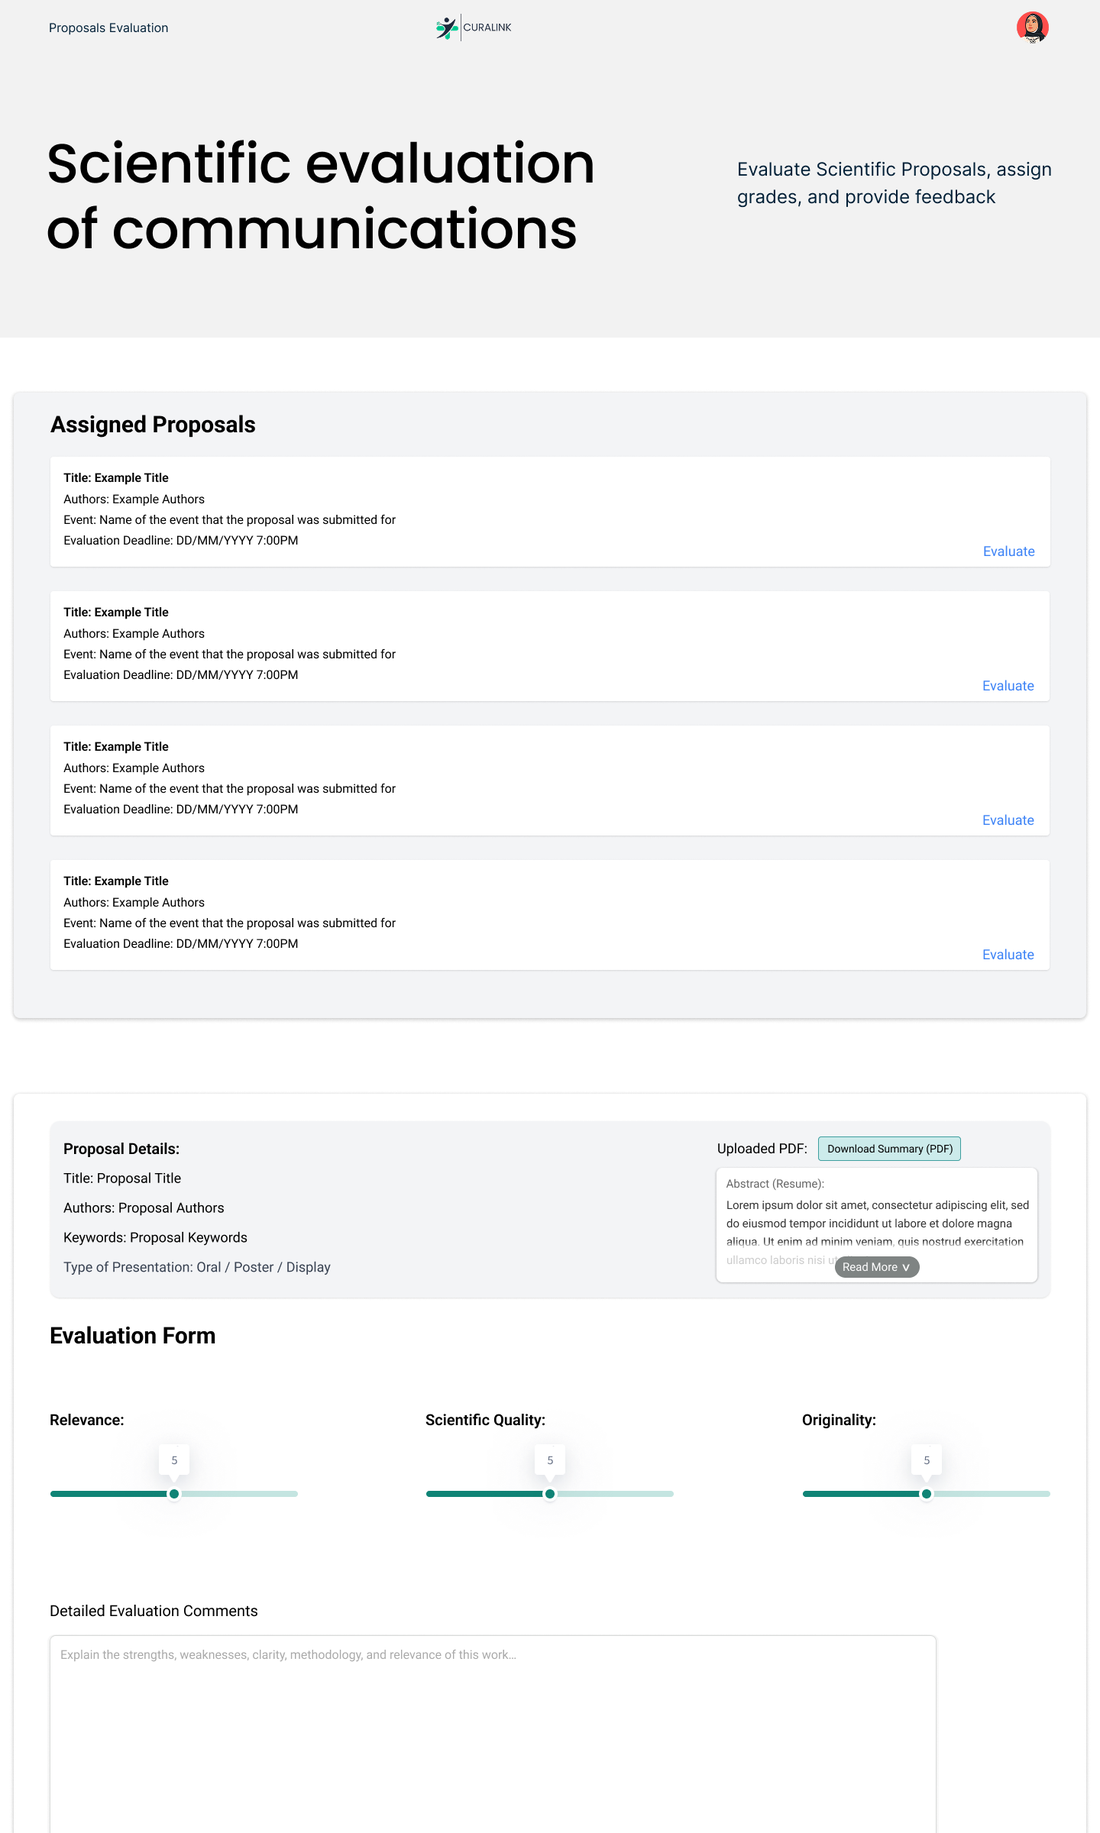 Proposals Evaluation
CURALINK
Scientific evaluation
of communications
Evaluate Scientific Proposals, assign
grades, and provide feedback
Assigned Proposals
Title: Example Title
Authors: Example Authors
Event: Name of the event that the proposal was submitted for
Evaluation Deadline: DD/MM/YYYY 7:00PM
Evaluate
Title: Example Title
Authors: Example Authors
Event: Name of the event that the proposal was submitted for
Evaluation Deadline: DD/MM/YYYY 7:00PM
Evaluate
Title: Example Title
Authors: Example Authors
Event: Name of the event that the proposal was submitted for
Evaluation Deadline: DD/MM/YYYY 7:00PM
Evaluate
Title: Example Title
Authors: Example Authors
Event: Name of the event that the proposal was submitted for
Evaluation Deadline: DD/MM/YYYY 7:00PM
Evaluate
Proposal Details:
Title: Proposal Title
Authors: Proposal Authors
Keywords: Proposal Keywords
Type of Presentation: Oral / Poster / Display
Uploaded PDF:
Download Summary (PDF)
Abstract (Resume):
Lorem ipsum dolor sit amet, consectetur adipiscing elit, sed
do eiusmod tempor incididunt ut labore et dolore magna
aliqua. Ut enim ad minim veniam, quis nostrud exercitation
ullamco laboris nisi ut
Read More
Evaluation Form
Relevance:
5
Scientific Quality:
5
Originality:
5
Detailed Evaluation Comments
Explain the strengths, weaknesses, clarity, methodology, and relevance of this work...